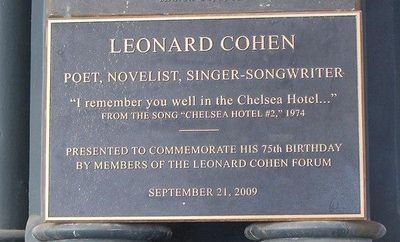 LEONARD COHEN
POET, NOVELIST, SINGER-SONGWRITER
“I remember you well in the Chelsea Hotel...”
FROM THE SONG “CHELSEA HOTEL #2,” 1974
PRESENTED TO COMMEMORATE HIS 75th BIRTHDAY
BY MEMBERS OF THE LEONARD COHEN FORUM
SEPTEMBER 21, 2009